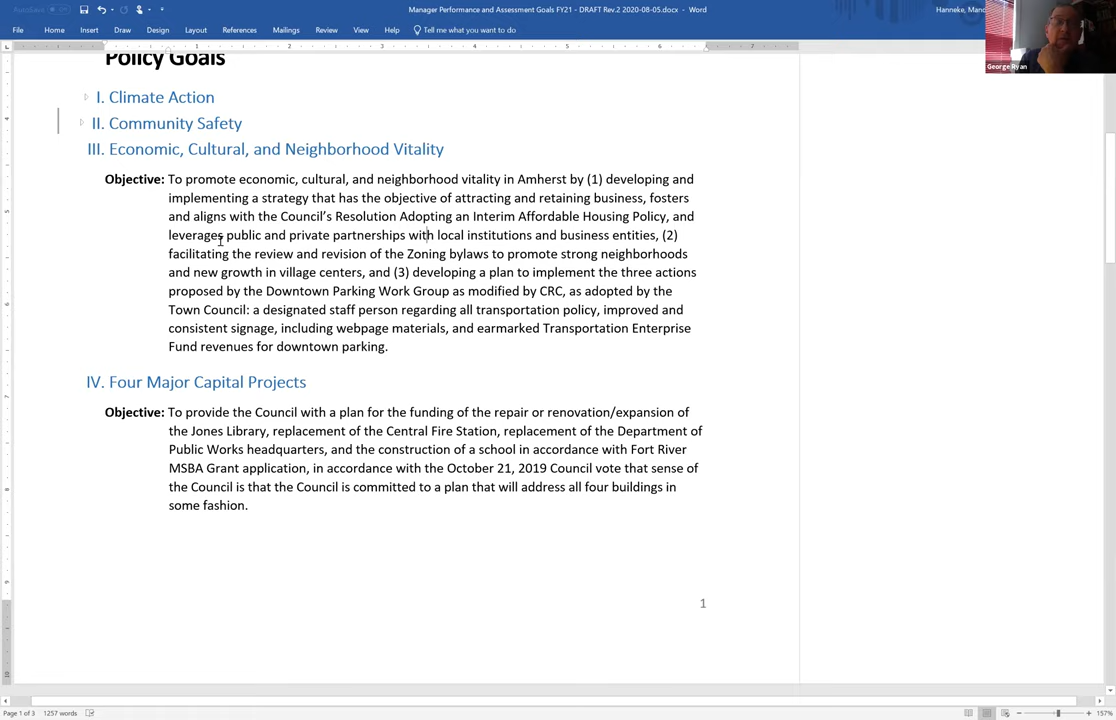 AutoSave Off
Manager Performance and Assessment Goals FY21 - DRAFT Rev.2 2020-08-05.docx - Word
Hanneke,
File Home Insert Draw Design Layout References Mailings Review View Help Tell me what you want to do
George Ryan
Policy Goals
I. Climate Action
II. Community Safety
III. Economic, Cultural, and Neighborhood Vitality
Objective: To promote economic, cultural, and neighborhood vitality in Amherst by (1) developing and
implementing a strategy that has the objective of attracting and retaining business, fosters
and aligns with the Council's Resolution Adopting an Interim Affordable Housing Policy, and
leverages public and private partnerships with local institutions and business entities, (2)
facilitating the review and revision of the Zoning bylaws to promote strong neighborhoods
and new growth in village centers, and (3) developing a plan to implement the three actions
proposed by the Downtown Parking Work Group as modified by CRC, as adopted by the
Town Council: a designated staff person regarding all transportation policy, improved and
consistent signage, including webpage materials, and earmarked Transportation Enterprise
Fund revenues for downtown parking.
IV. Four Major Capital Projects
Objective: To provide the Council with a plan for the funding of the repair or renovation/expansion of
the Jones Library, replacement of the Central Fire Station, replacement of the Department of
Public Works headquarters, and the construction of a school in accordance with Fort River
MSBA Grant application, in accordance with the October 21, 2019 Council vote that sense of
the Council is that the Council is committed to a plan that will address all four buildings in
some fashion.
1
Page 1 of 3 1257 words
157%